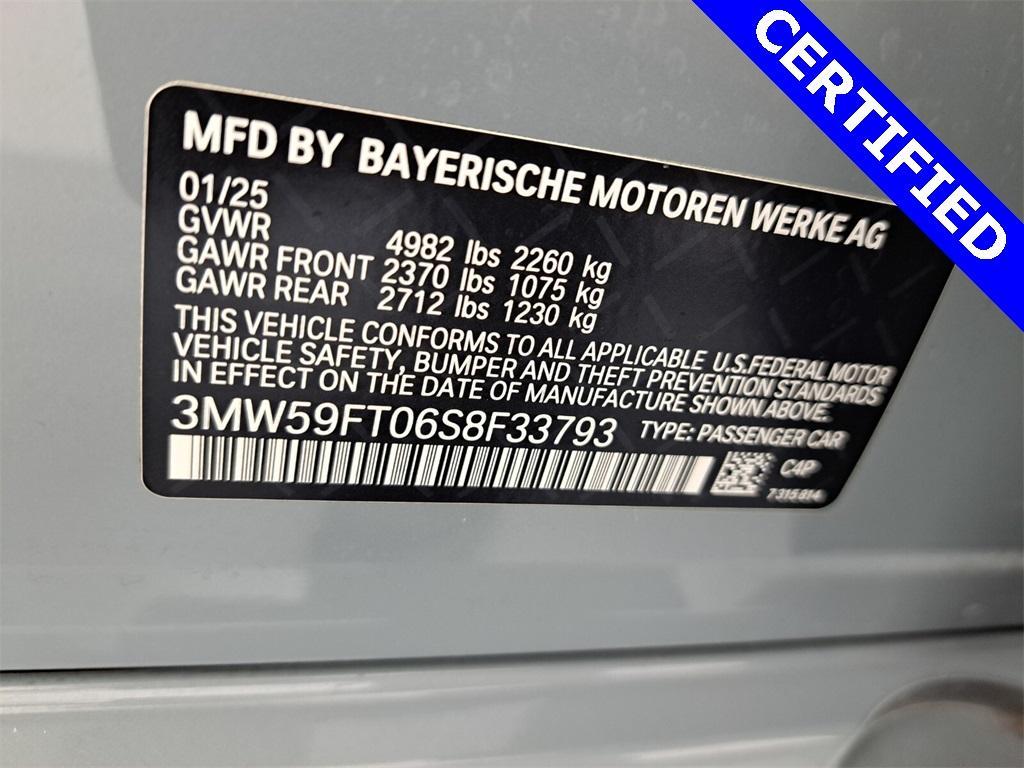 CERTIFIED
MFD BY BAYERISCHE MOTOREN WERKE AG
01/25
GVWR 4982 lbs 2260 kg
GAWR FRONT 2370 lbs 1075 kg
GAWR REAR 2712 lbs 1230 kg
THIS VEHICLE CONFORMS TO ALL APPLICABLE U.S.FEDERAL MOTOR
VEHICLE SAFETY, BUMPER AND THEFT PREVENTION STANDARDS
IN EFFECT ON THE DATE OF MANUFACTURE SHOWN ABOVE.
3MW59FT06S8F33793 TYPE: PASSENGER CAR
C4P
7315814